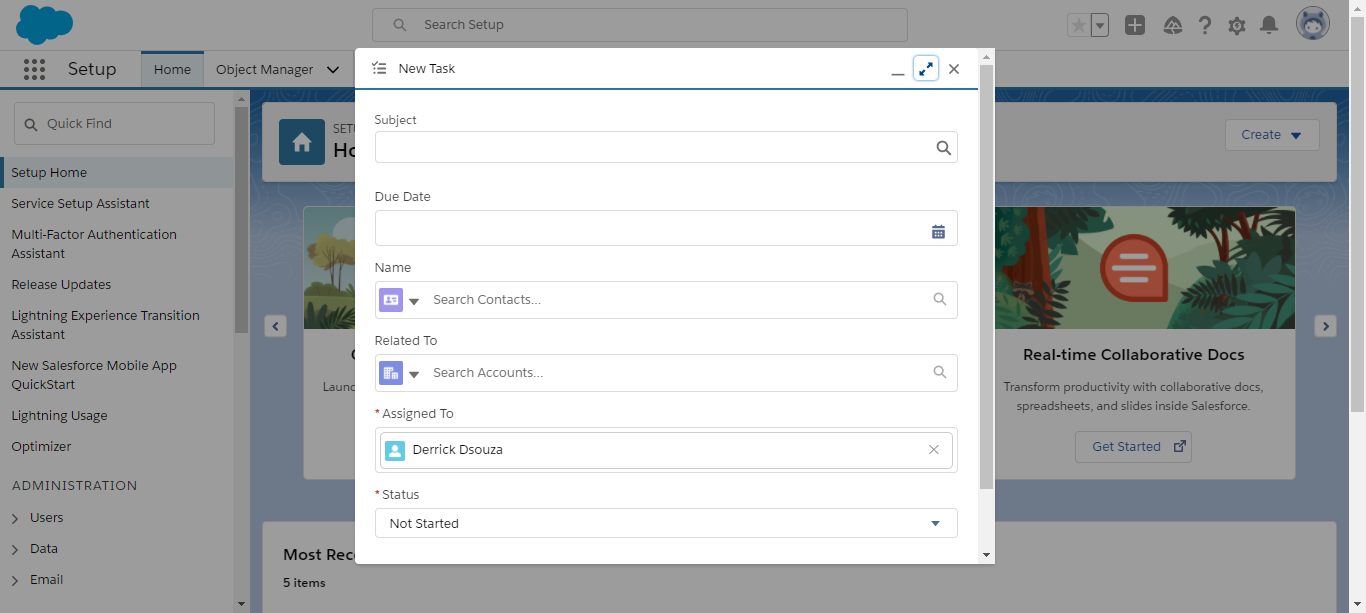 Search Setup
Setup
Home
Object Manager
Quick Find
Setup Home
Service Setup Assistant
Multi-Factor Authentication
Assistant
Release Updates
Lightning Experience Transition
Assistant
New Salesforce Mobile App
QuickStart
Lightning Usage
Optimizer
ADMINISTRATION
Users
Data
Email
Create
New Task
Subject
Due Date
Name
Search Contacts...
Related To
Search Accounts...
*Assigned To
Derrick Dsouza
*Status
Not Started
Real-time Collaborative Docs
Transform productivity with collaborative docs,
spreadsheets, and slides inside Salesforce.
Get Started
Most Rec
5 items